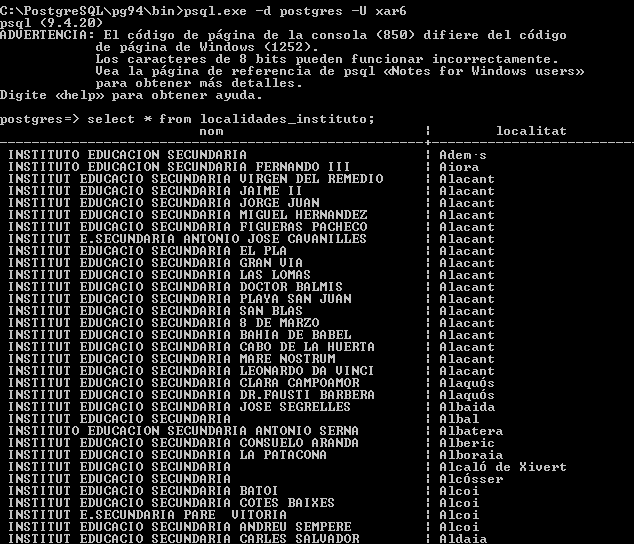 C:\PostgreSQL\pg94\bin>psql.exe -d postgres -U xar6
psql (9.4.20)
ADVERTENCIA: El código de página de la consola (850) difiere del código
de página de Windows (1252).
Los caracteres de 8 bits pueden funcionar incorrectamente.
Vea la página de referencia de psql «Notes for Windows users»
para obtener más detalles.
Digite «help» para obtener ayuda.
postgres=> select * from localidades_instituto;
nom ¦ localitat
INSTITUTO EDUCACION SECUNDARIA ¦ Adem·s
INSTITUTO EDUCACION SECUNDARIA FERNANDO III ¦ Aiora
INSTITUT EDUCACIO SECUNDARIA VIRGEN DEL REMEDIO ¦ Alacant
INSTITUT EDUCACIO SECUNDARIA JAIME II ¦ Alacant
INSTITUT EDUCACIO SECUNDARIA JORGE JUAN ¦ Alacant
INSTITUT EDUCACIO SECUNDARIA MIGUEL HERNANDEZ ¦ Alacant
INSTITUT EDUCACIO SECUNDARIA FIGUERAS PACHECO ¦ Alacant
INSTITUT E.SECUNDARIA ANTONIO JOSE CAVANILLES ¦ Alacant
INSTITUT EDUCACIO SECUNDARIA EL PLA ¦ Alacant
INSTITUT EDUCACIO SECUNDARIA GRAN VIA ¦ Alacant
INSTITUT EDUCACIO SECUNDARIA LAS LOMAS ¦ Alacant
INSTITUT EDUCACIO SECUNDARIA DOCTOR BALMIS ¦ Alacant
INSTITUT EDUCACIO SECUNDARIA PLAYA SAN JUAN ¦ Alacant
INSTITUT EDUCACIO SECUNDARIA SAN BLAS ¦ Alacant
INSTITUT EDUCACIO SECUNDARIA 8 DE MARZO ¦ Alacant
INSTITUT EDUCACIO SECUNDARIA BAHIA DE BABEL ¦ Alacant
INSTITUT EDUCACIO SECUNDARIA CABO DE LA HUERTA ¦ Alacant
INSTITUT EDUCACIO SECUNDARIA MARE NOSTRUM ¦ Alacant
INSTITUT EDUCACIO SECUNDARIA LEONARDO DA VINCI ¦ Alacant
INSTITUT EDUCACIO SECUNDARIA CLARA CAMPOAMOR ¦ Alaquós
INSTITUT EDUCACIO SECUNDARIA DR.FAUSTI BARBERA ¦ Alaquós
INSTITUT EDUCACIO SECUNDARIA JOSE SEGRELLES ¦ Albaida
INSTITUT EDUCACIO SECUNDARIA ¦ Albal
INSTITUTO EDUCACION SECUNDARIA ANTONIO SERNA ¦ Albatera
INSTITUT EDUCACIO SECUNDARIA CONSUELO ARANDA ¦ Alberic
INSTITUT EDUCACIO SECUNDARIA LA PATACONA ¦ Alboraia
INSTITUT EDUCACIO SECUNDARIA ¦ Alcaló de Xivert
INSTITUT EDUCACIO SECUNDARIA ¦ Alcósser
INSTITUT EDUCACIO SECUNDARIA BATOI ¦ Alcoi
INSTITUT EDUCACIO SECUNDARIA COTES BAIXES ¦ Alcoi
INSTITUT E.SECUNDARIA PARE  VITORIA ¦ Alcoi
INSTITUT EDUCACIO SECUNDARIA ANDREU SEMPERE ¦ Alcoi
INSTITUT EDUCACIO SECUNDARIA CARLES SALVADOR ¦ Aldaia